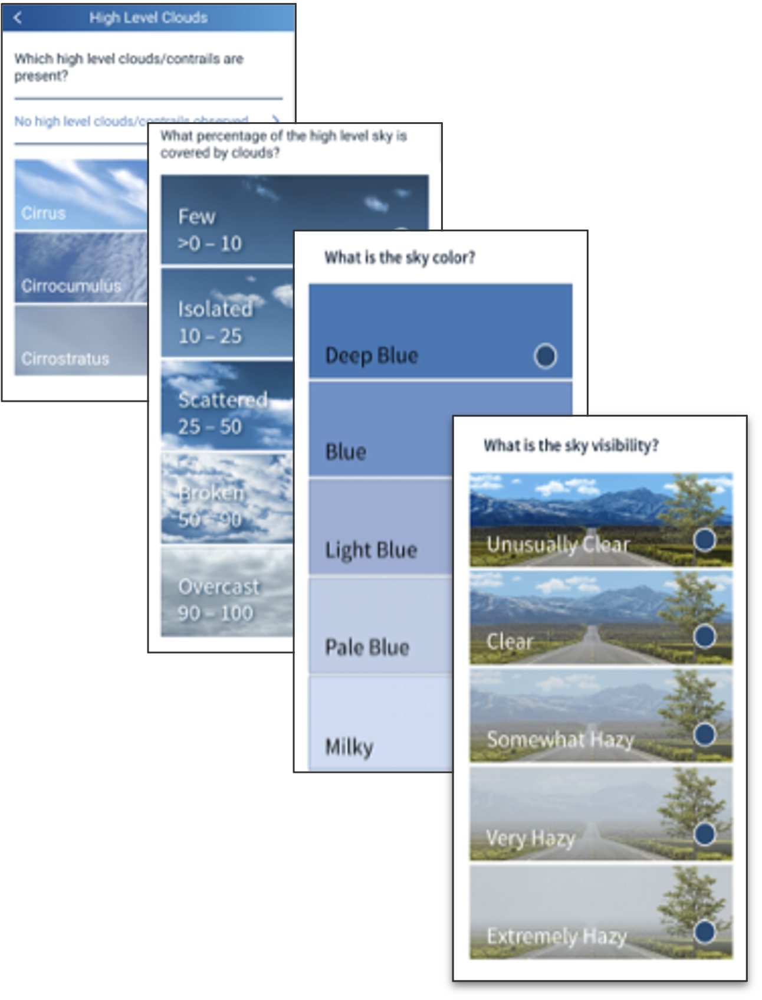 High Level Clouds
Which high level clouds/contrails are
present?
No high level clouds/contrails observed
Cirrus
Cirrocumulus
Cirrostratus
What percentage of the high level sky is
covered by clouds?
Few
>0 – 10
Isolated
10 – 25
Scattered
25 – 50
Broken
50 – 90
Overcast
90 – 100
What is the sky color?
Deep Blue
Blue
Light Blue
Pale Blue
Milky
What is the sky visibility?
Unusually Clear
Clear
Somewhat Hazy
Very Hazy
Extremely Hazy